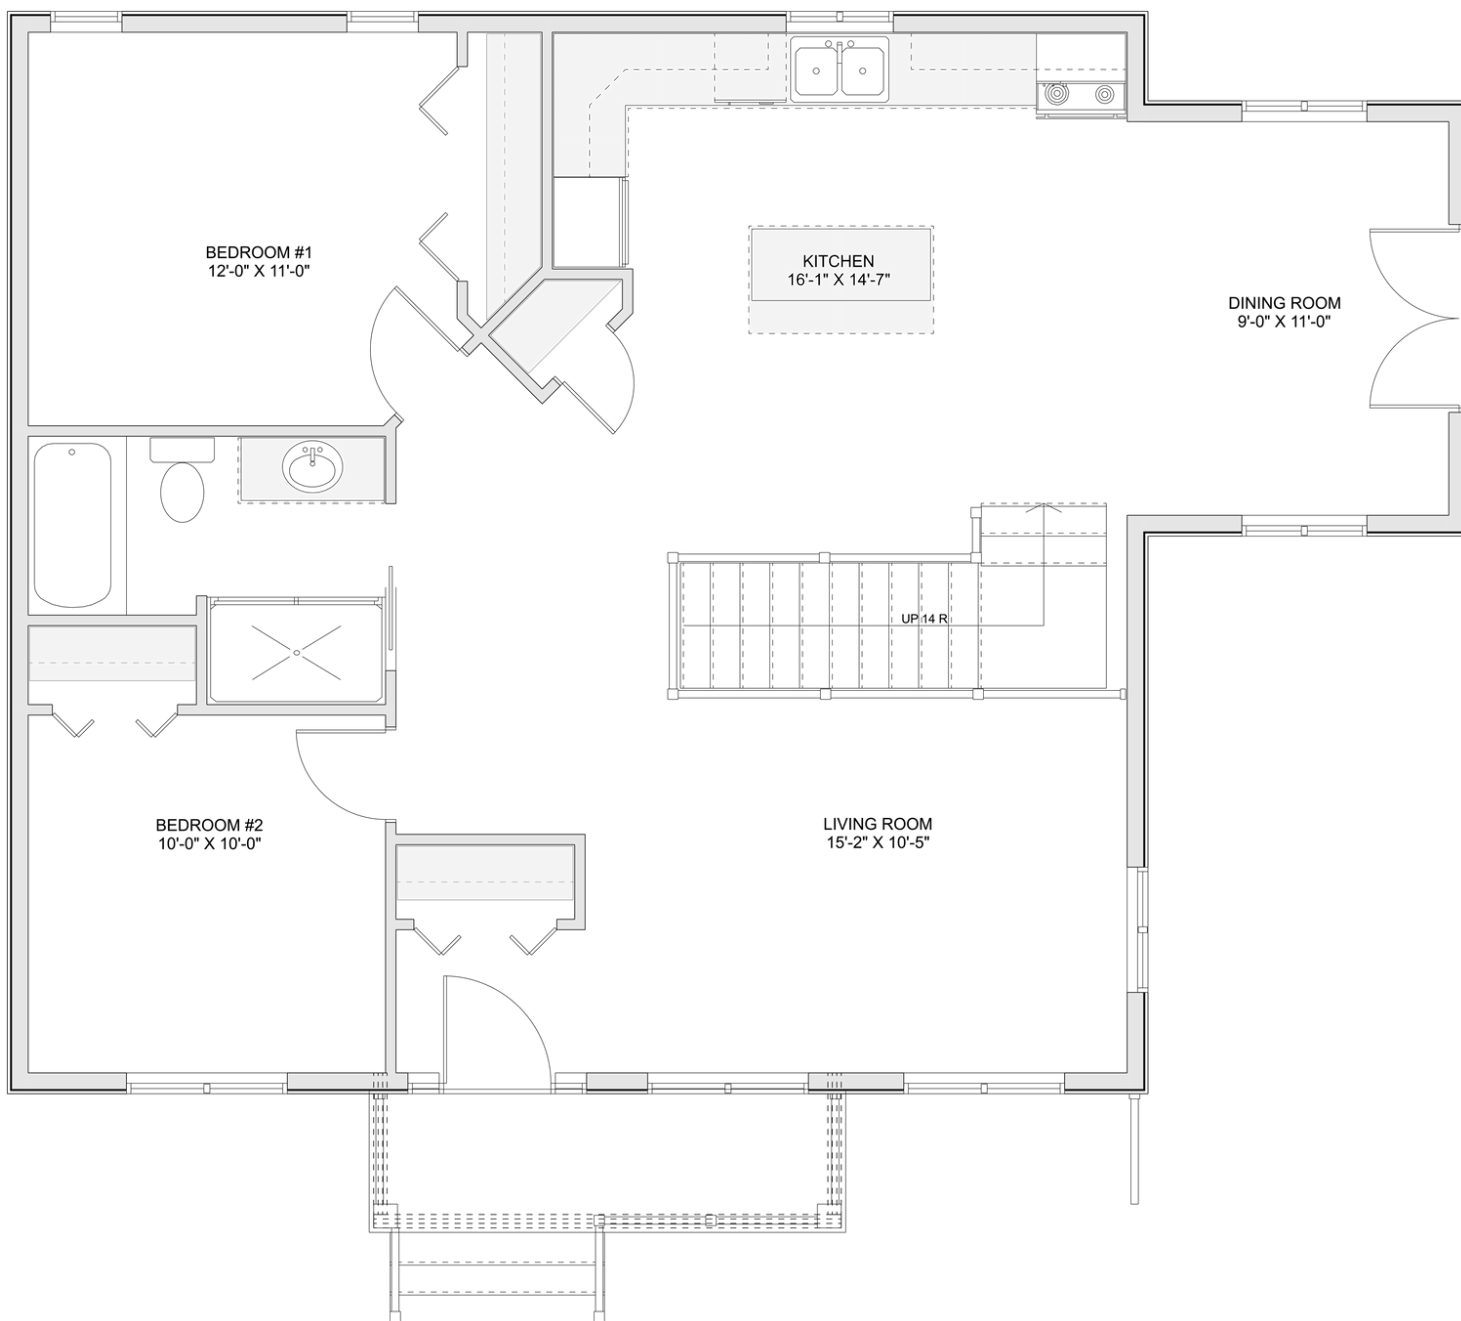 BEDROOM #1
12'-0" X 11'-0"
KITCHEN
16'-1" X 14'-7"
DINING ROOM
9'-0" X 11'-0"
UP 14 R
BEDROOM #2
10'-0" X 10'-0"
LIVING ROOM
15'-2" X 10'-5"